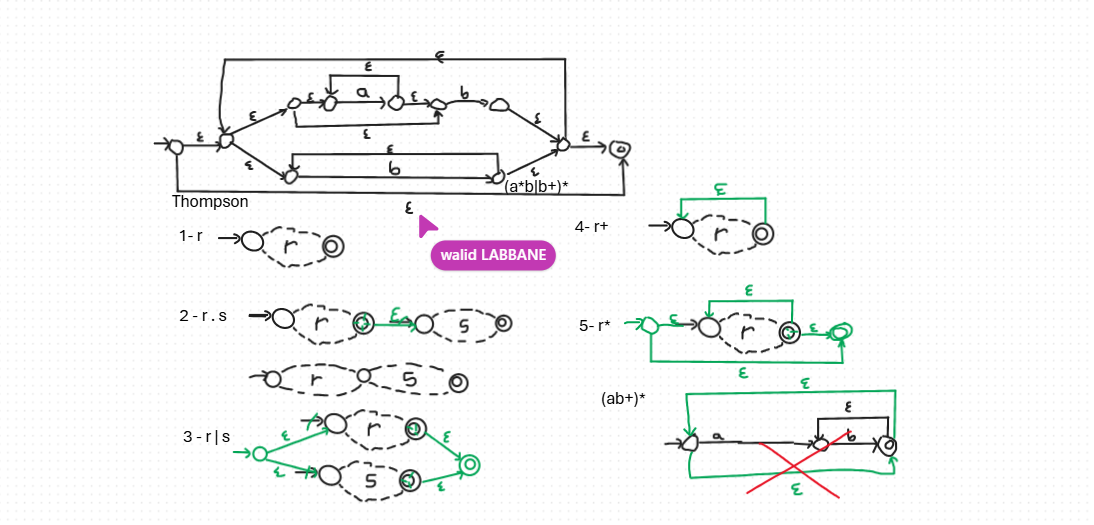 ε
ε
ε a ε b
ε ε
ε
ε ε
ε
ε b ε
(a*b|b+)*
Thompson
ε
walid LABBANE
1- r
r
4- r+
ε
r
2 - r . s
r ε s
r s
5- r*
ε
ε r ε
ε
3 - r | s
ε r ε
ε s ε
(ab+)*
ε
ε
a b
ε